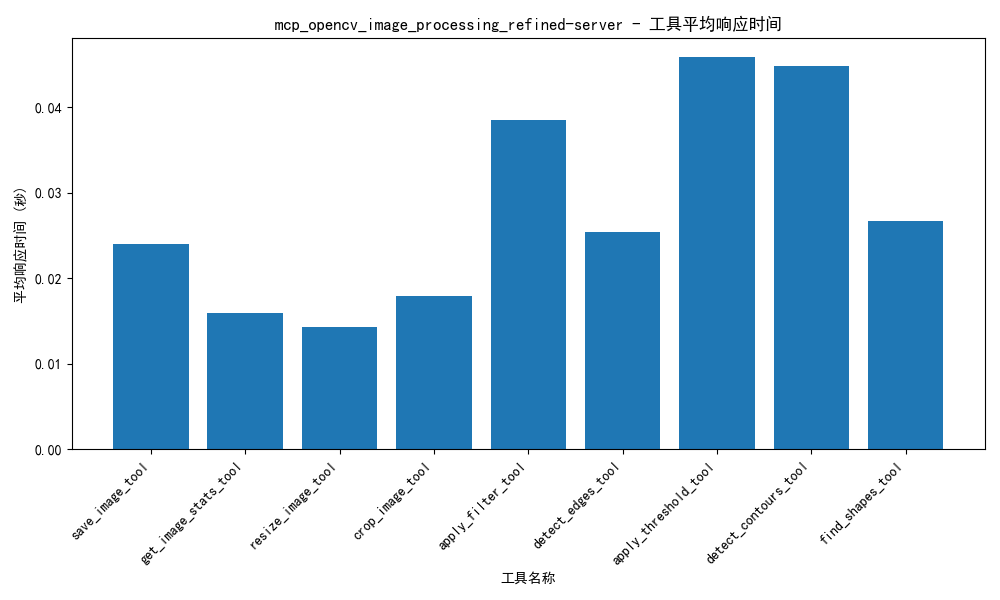 mcp_opencv_image_processing_refined-server - 工具平均响应时间
平均响应时间 (秒)
0.04
0.03
0.02
0.01
0.00
save_image_tool
get_image_stats_tool
resize_image_tool
crop_image_tool
apply_filter_tool
detect_edges_tool
apply_threshold_tool
detect_contours_tool
find_shapes_tool
工具名称